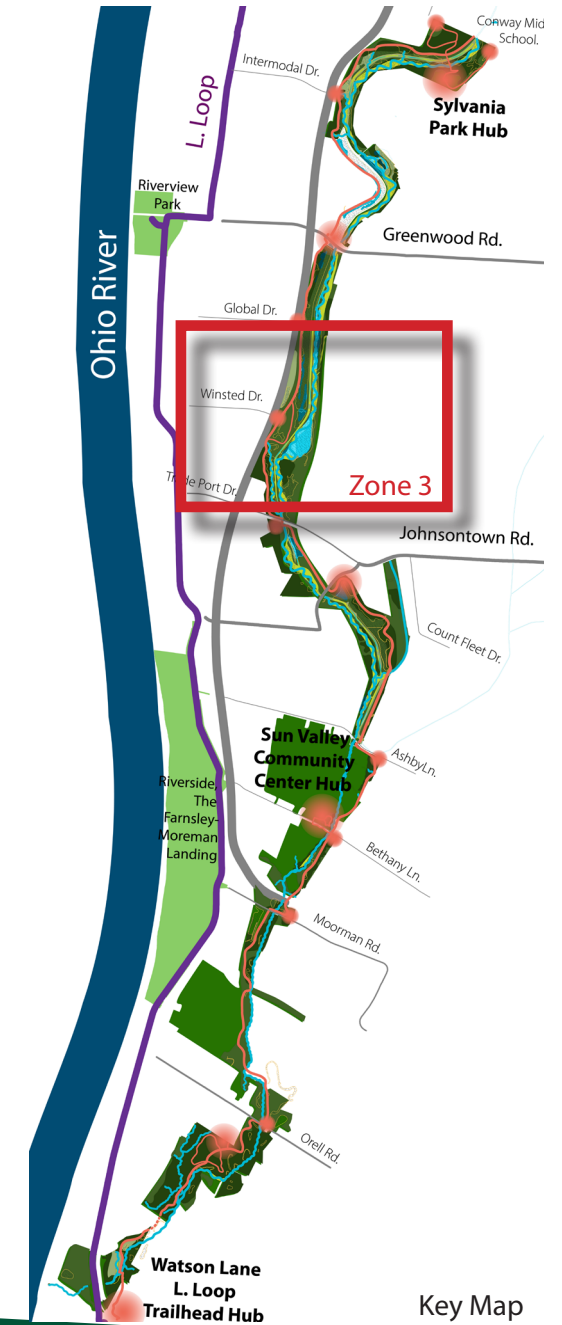 Conway Mid
School.
Intermodal Dr.
L. Loop
Sylvania
Park Hub
Riverview
Park
Greenwood Rd.
Ohio River
Global Dr.
Winsted Dr.
Trade Port Dr.
Zone 3
Johnsontown Rd.
Count Fleet Dr.
Sun Valley
Community
Center Hub
AshbyLn.
Riverside,
The
Farnsley-
Moreman
Landing
Bethany Ln.
Moorman Rd.
Orell Rd.
Watson Lane
L. Loop
Trailhead Hub
Key Map